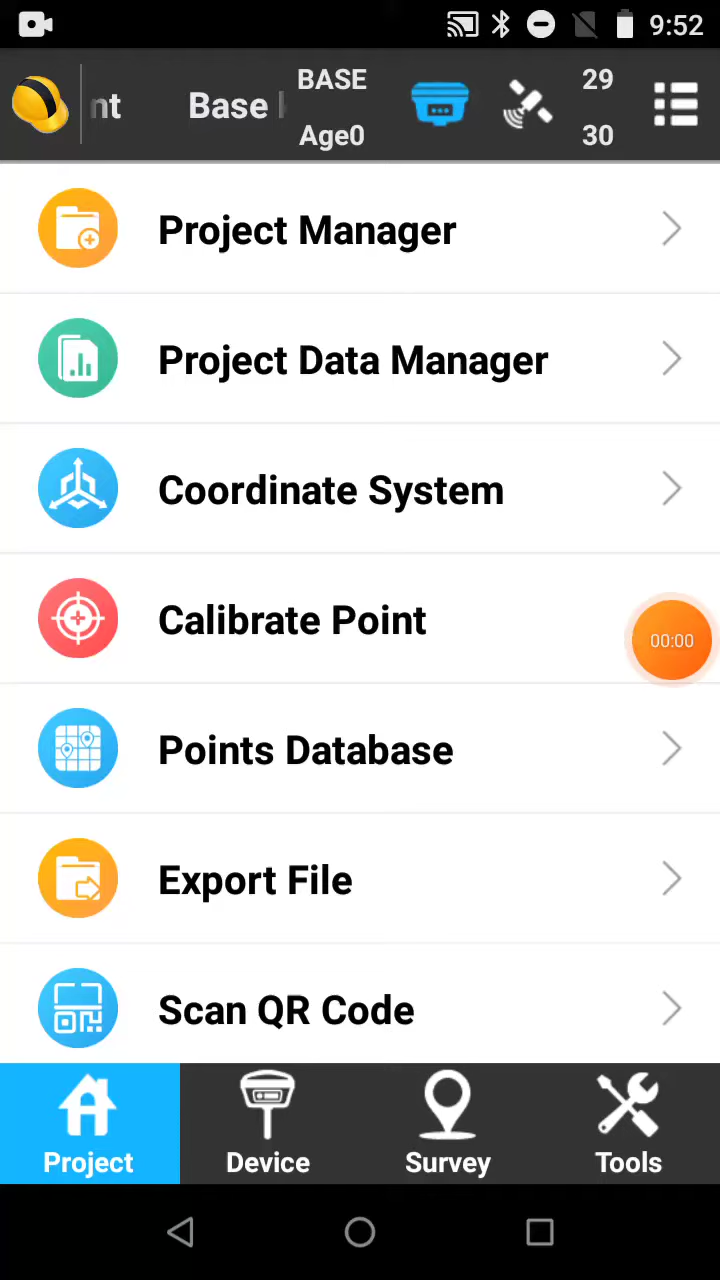 9:52
nt Base
BASE
Age0
29
30
Project Manager
Project Data Manager
Coordinate System
Calibrate Point
00:00
Points Database
Export File
Scan QR Code
Project
Device
Survey
Tools